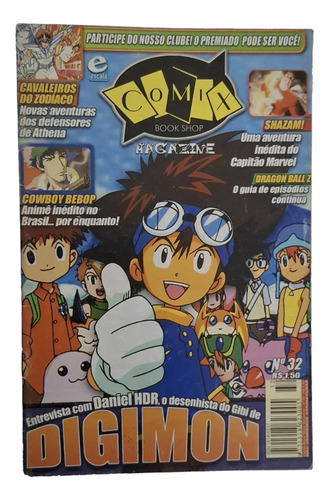 PARTICIPE DO NOSSO CLUBE! O PREMIADO PODE SER VOCÊ!
escala
COMIX
BOOK SHOP
MAGAZINE
CAVALEIROS
DO ZODÍACO
Novas aventuras
dos defensores
de Athena
COWBOY BEBOP
Animê inédito no
Brasil... por enquanto!
SHAZAM!
Uma aventura
inédita do
Capitão Marvel
DRAGON BALL Z
O guia de episódios
continua
Nº 32
R$ 1,50
Entrevista com Daniel HDR, o desenhista do Gibi de
DIGIMON